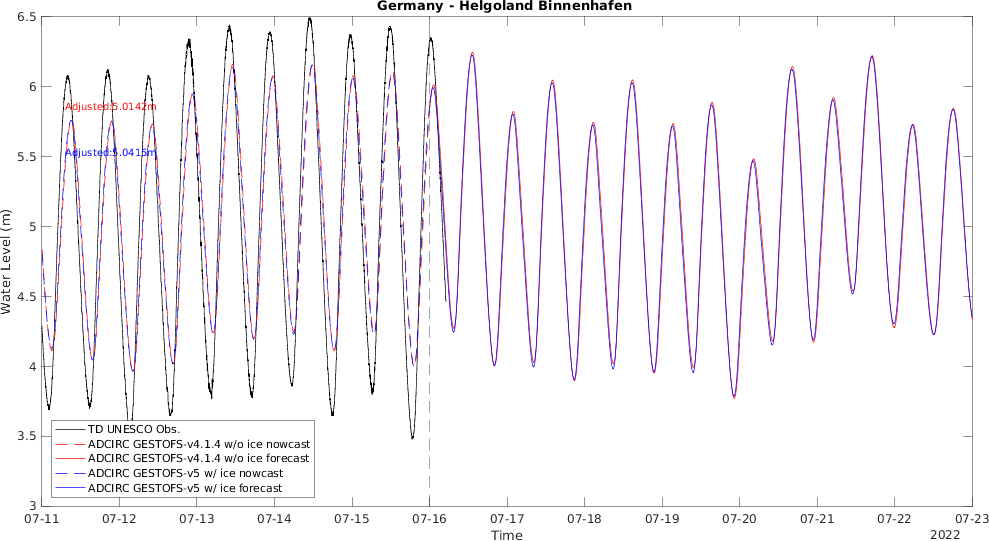 Germany - Helgoland Binnenhafen
6.5
6
5.5
5
4.5
4
3.5
3
Water Level (m)
Adjusted:5.0142m
Adjusted:5.0415m
TD UNESCO Obs.
ADCIRC GESTOFS-v4.1.4 w/o ice nowcast
ADCIRC GESTOFS-v4.1.4 w/o ice forecast
ADCIRC GESTOFS-v5 w/ ice nowcast
ADCIRC GESTOFS-v5 w/ ice forecast
07-11 07-12 07-13 07-14 07-15 07-16 07-17 07-18 07-19 07-20 07-21 07-22 07-23
Time
2022